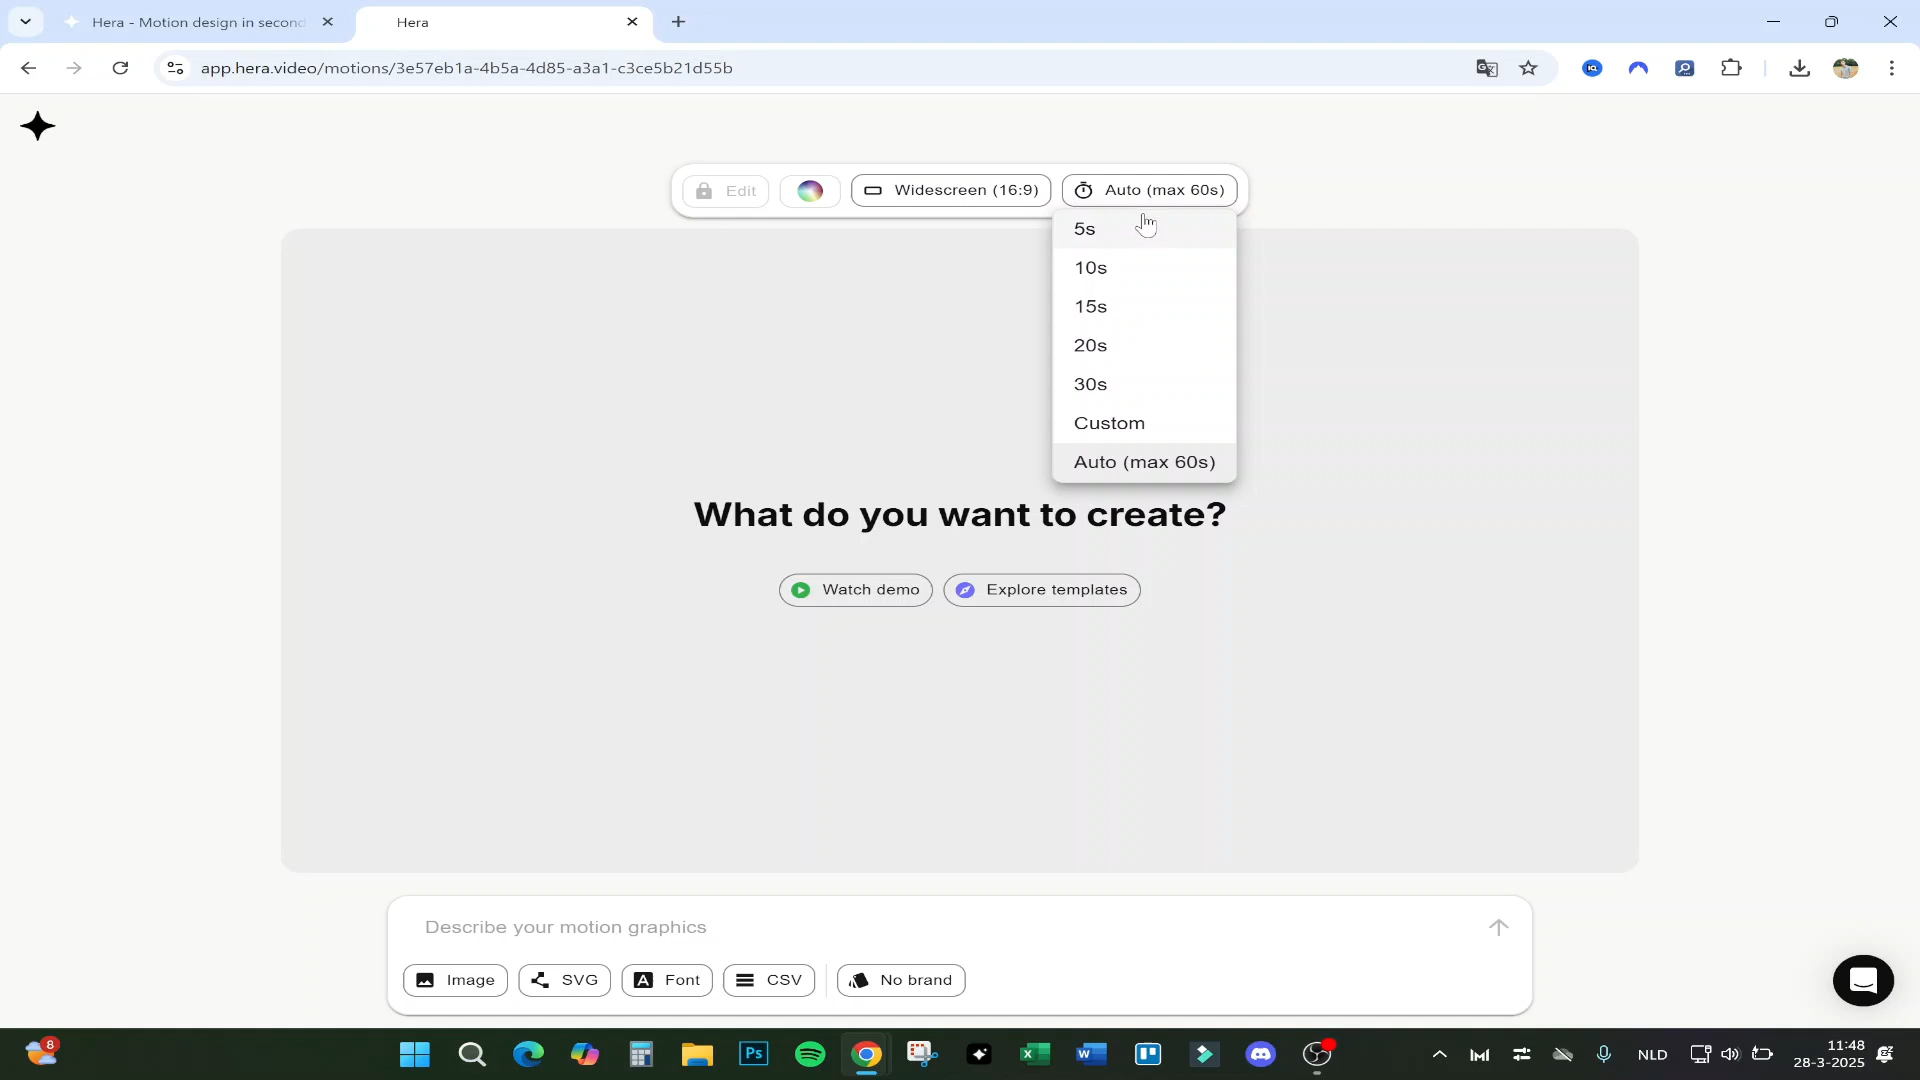 Hera - Motion design in second
Hera
app.hera.video/motions/3e57eb1a-4b5a-4d85-a3a1-c3ce5b21d55b
Edit
Widescreen (16:9)
Auto (max 60s)
5s
10s
15s
20s
30s
Custom
Auto (max 60s)
What do you want to create?
Watch demo
Explore templates
Describe your motion graphics
Image
SVG
Font
CSV
No brand
8
Ps
NLD
11:48
28-3-2025